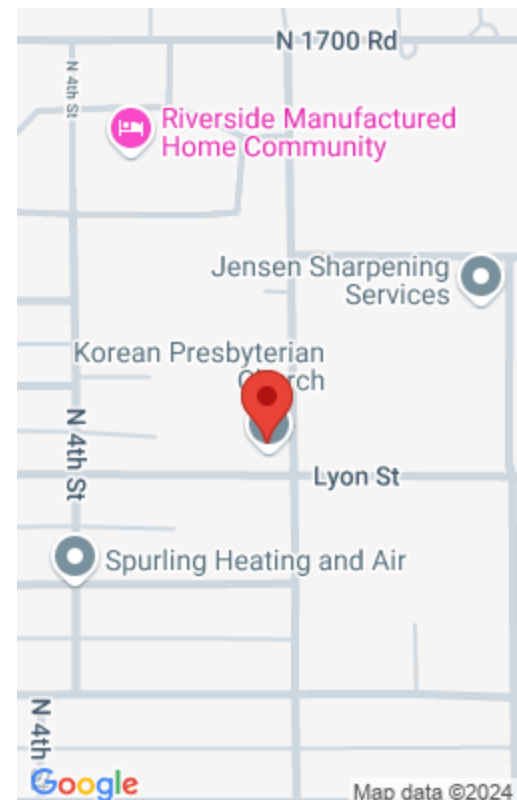 N 1700 Rd
N 4th St
Riverside Manufactured
Home Community
Jensen Sharpening
Services
Korean Presbyterian
Church
N 4th St
Lyon St
Spurling Heating and Air
N 4th
Google
Map data ©2024